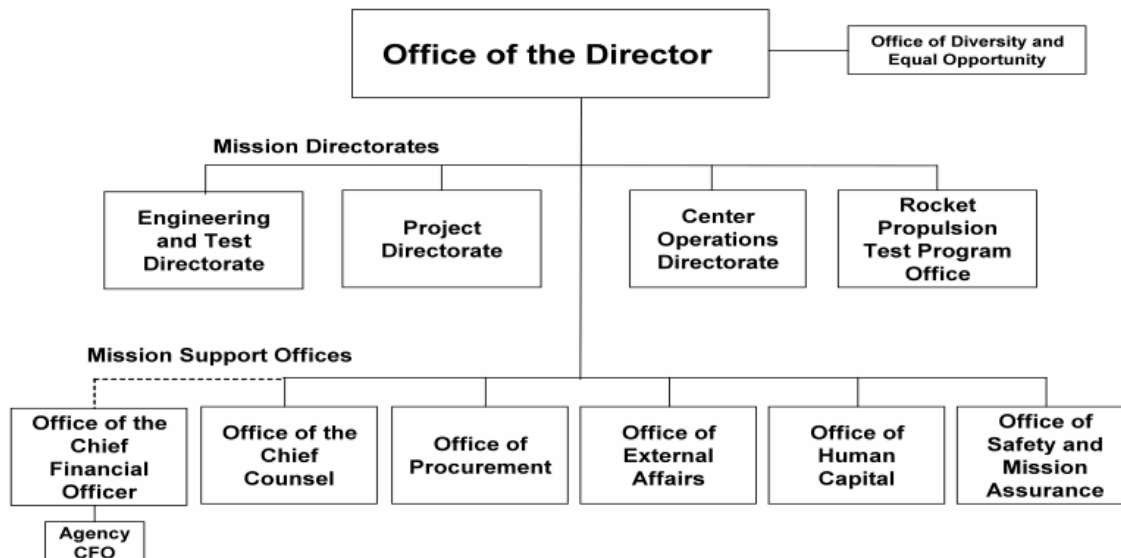 Office of the Director
Office of Diversity and
Equal Opportunity
Mission Directorates
Engineering
and Test
Directorate
Project
Directorate
Center
Operations
Directorate
Rocket
Propulsion
Test Program
Office
Mission Support Offices
Office of the
Chief
Financial
Officer
Office of the
Chief
Counsel
Office of
Procurement
Office of
External
Affairs
Office of
Human
Capital
Office of
Safety and
Mission
Assurance
Agency
CFO